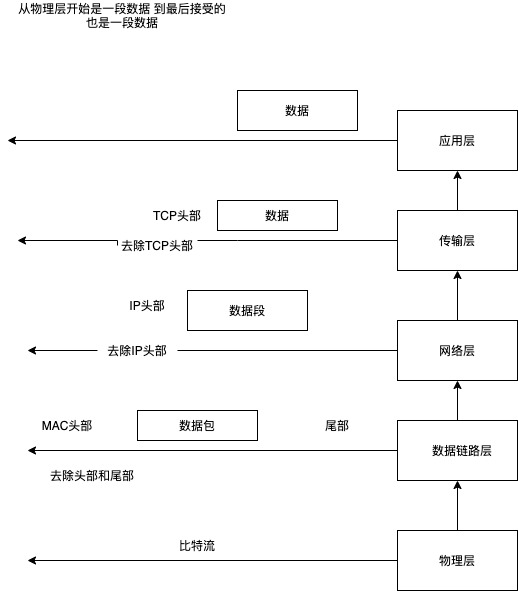 从物理层开始是一段数据 到最后接受的
也是一段数据
数据
应用层
TCP头部
数据
去除TCP头部
传输层
IP头部
数据段
去除IP头部
网络层
MAC头部
数据包
尾部
数据链路层
去除头部和尾部
比特流
物理层